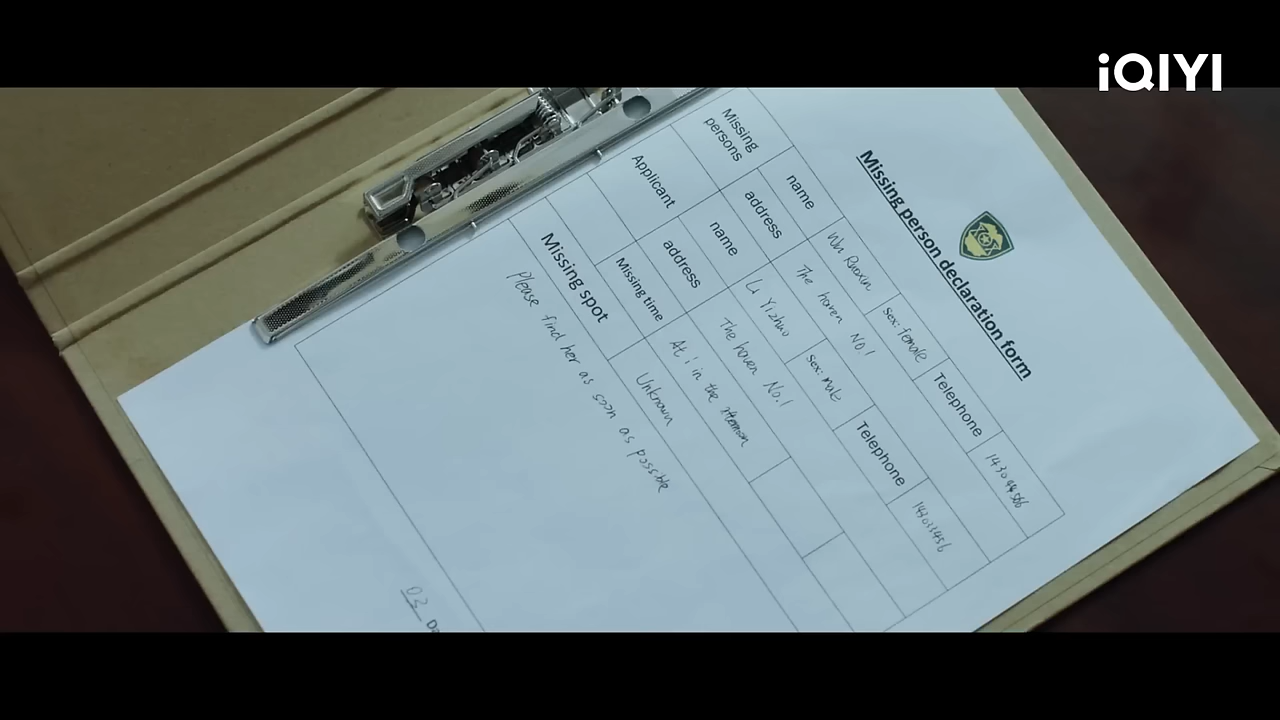 iQIYI
Missing person declaration form
Missing persons
name
Wu Ruoxin
Sex: female
Telephone
address
The haven No.1
Applicant
name
Li Yizhuo
Sex: male
Telephone
address
The haven No.1
Missing time
At 1 in the afternoon
Missing spot
Unknown
Please find her as soon as possible
03